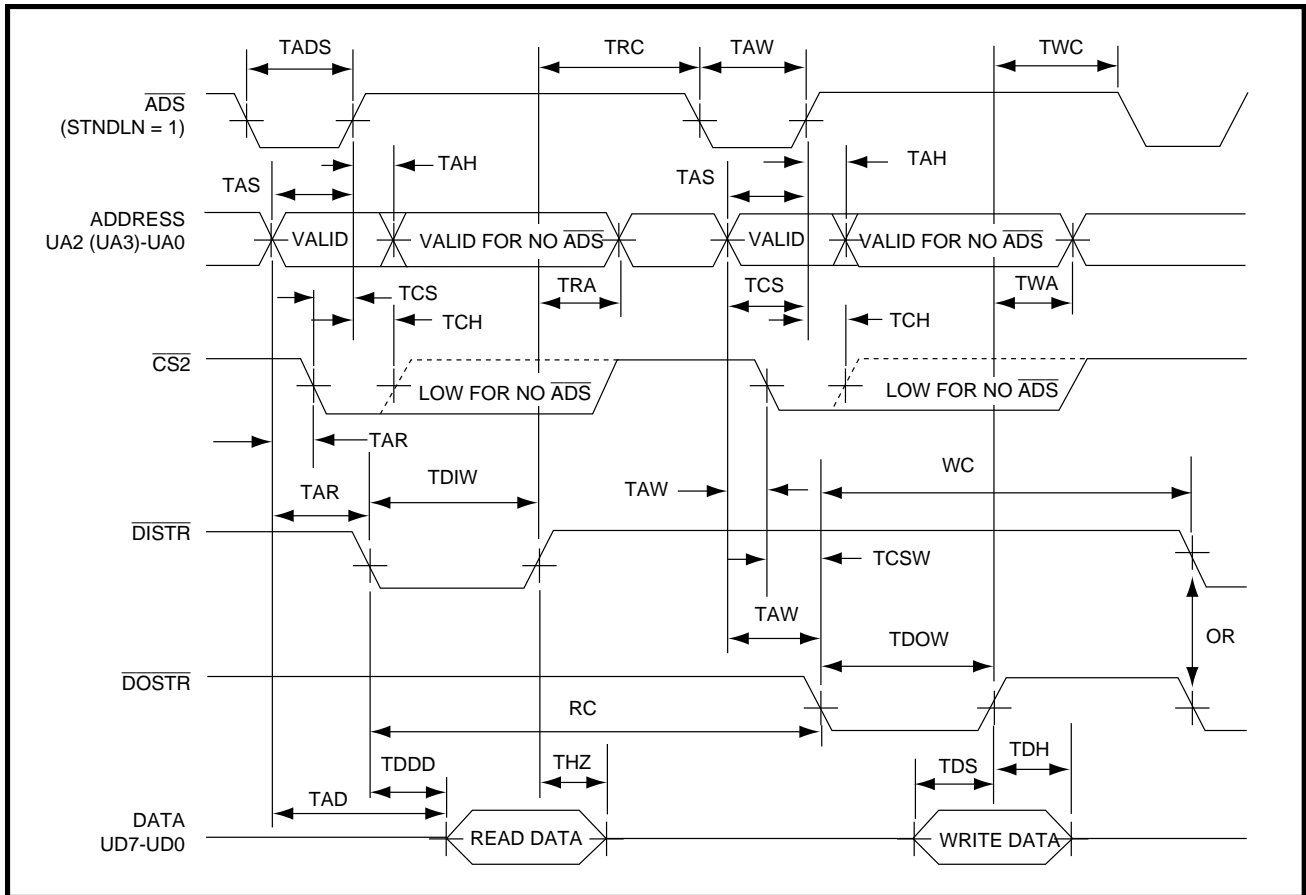 TADS TRC TAW TWC
ADS
(STNDLN = 1)
TAH TAH
TAS TAS
ADDRESS
UA2 (UA3)-UA0
VALID VALID FOR NO ADS VALID VALID FOR NO ADS
TCS TRA TCS TWA
TCH TCH
CS2
LOW FOR NO ADS LOW FOR NO ADS
TAR
TAR TDIW TAW WC
DISTR
TCSW
TAW TDOW OR
DOSTR
RC
TDDD THZ TDS TDH
TAD
DATA
UD7-UD0
READ DATA WRITE DATA